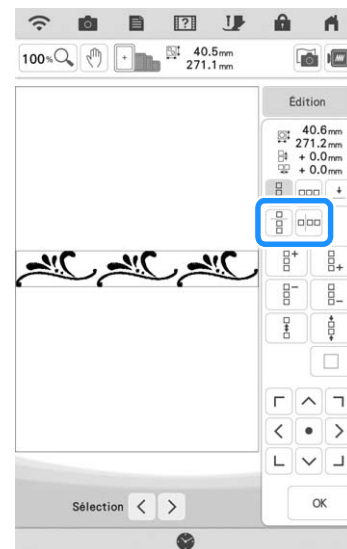 100% 40.5mm
271.1mm
Édition
40.6mm
271.2mm
+ 0.0mm
+ 0.0mm
Sélection
OK